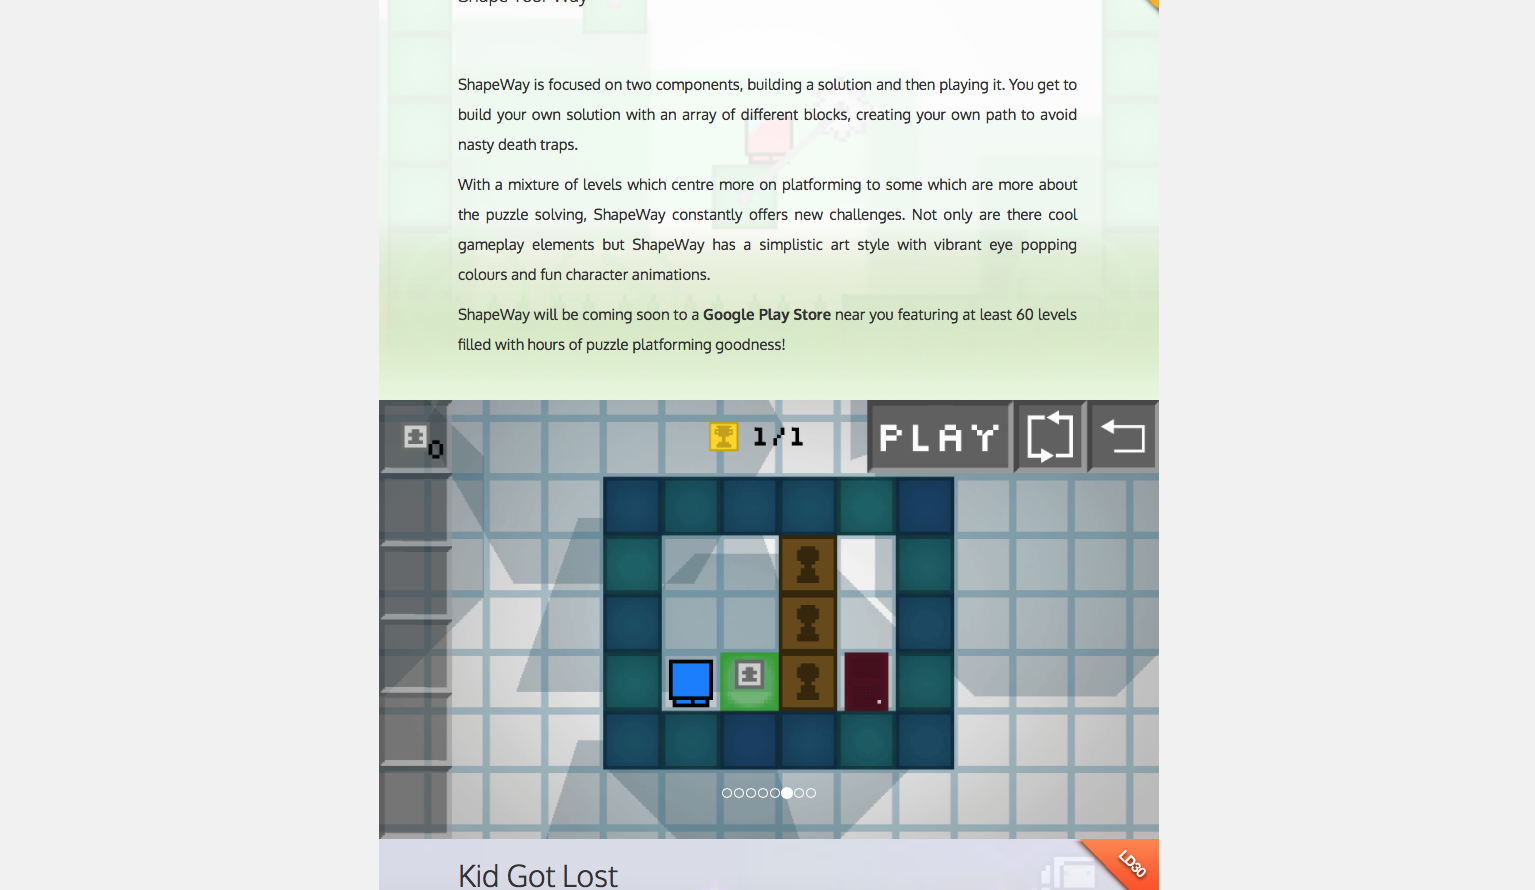 Shape Your Way
ShapeWay is focused on two components, building a solution and then playing it. You get to
build your own solution with an array of different blocks, creating your own path to avoid
nasty death traps.
With a mixture of levels which centre more on platforming to some which are more about
the puzzle solving, ShapeWay constantly offers new challenges. Not only are there cool
gameplay elements but ShapeWay has a simplistic art style with vibrant eye popping
colours and fun character animations.
ShapeWay will be coming soon to a Google Play Store near you featuring at least 60 levels
filled with hours of puzzle platforming goodness!
0
1/1
PLAY
Kid Got Lost
LD30